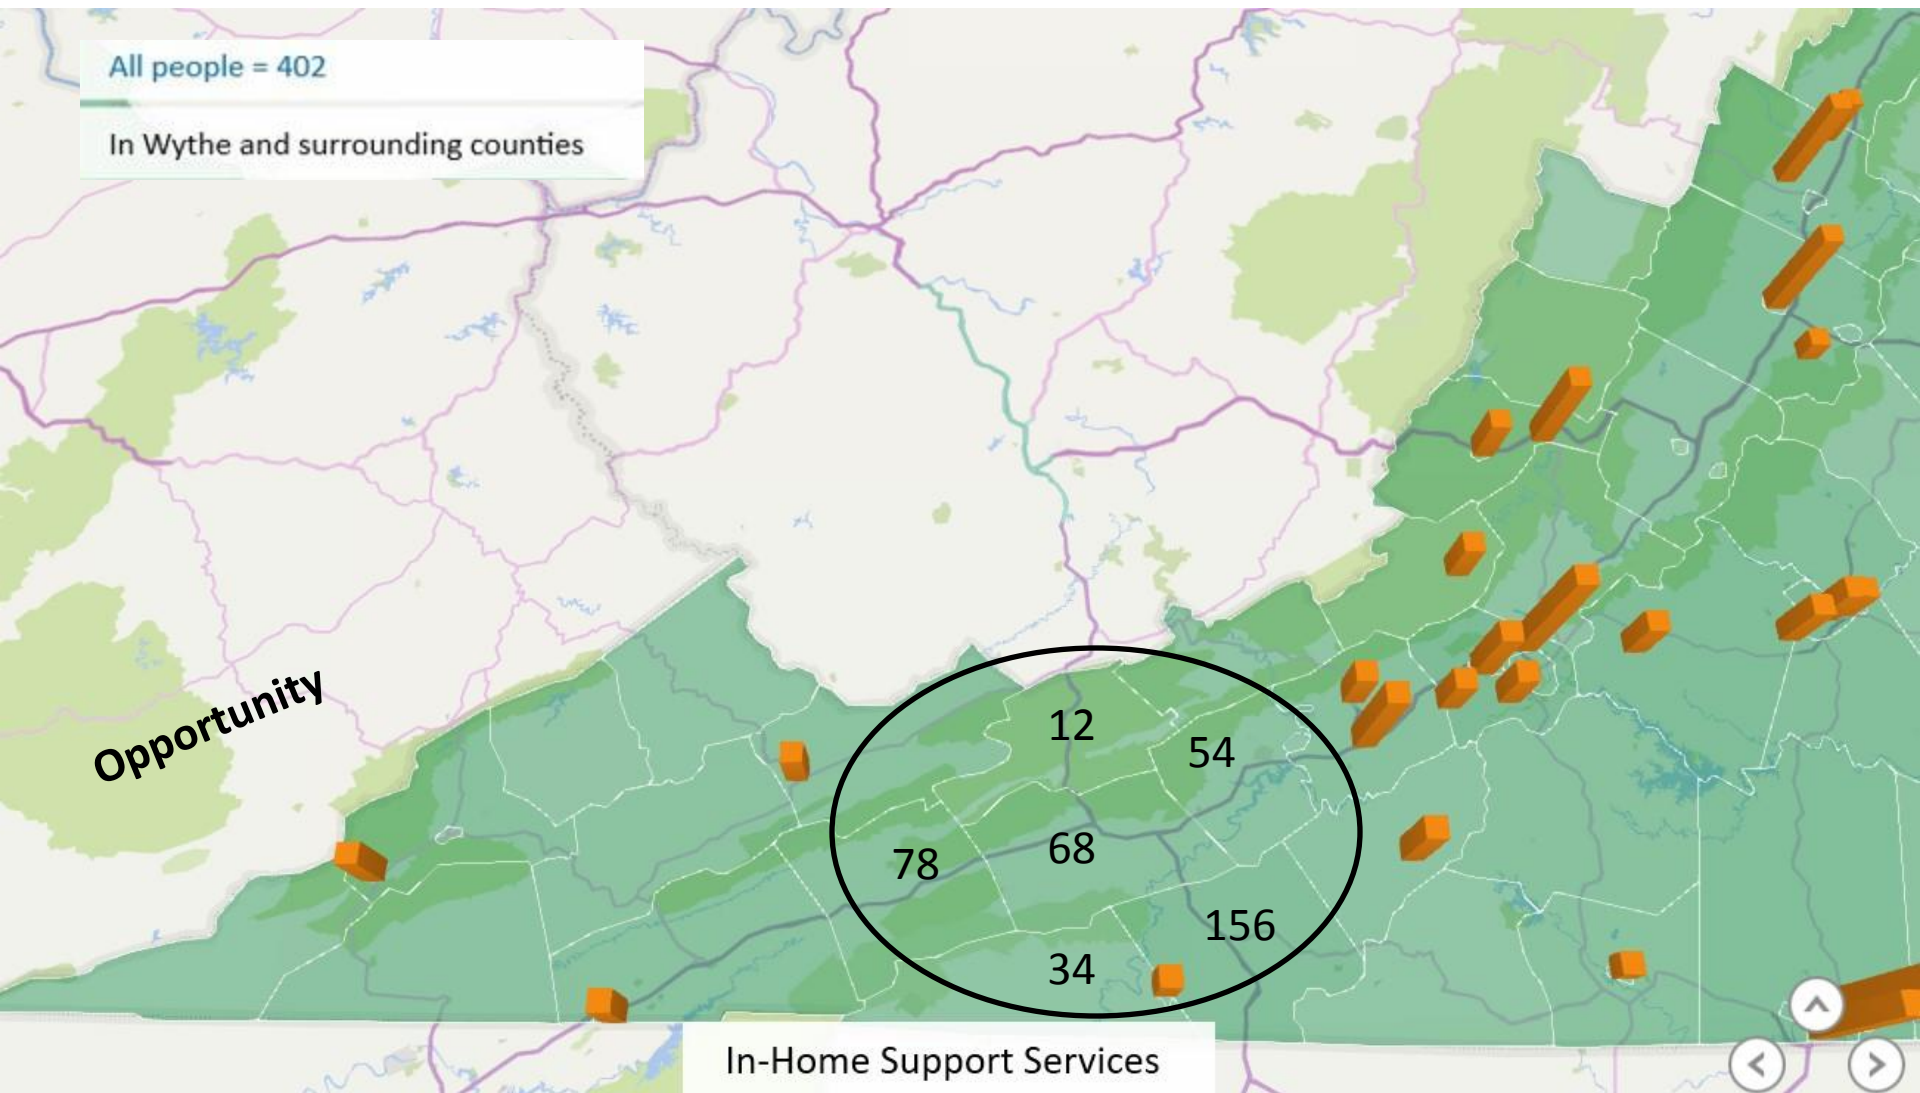 All people = 402
In Wythe and surrounding counties
Opportunity
12
54
68
78
156
34
In-Home Support Services